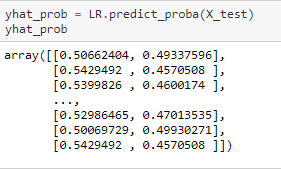 yhat_prob = LR.predict_proba(X_test)
yhat_prob
array([[0.50662404, 0.49337596],
[0.5429492 , 0.4570508 ],
[0.5399826 , 0.4600174 ],
...,
[0.52986465, 0.47013535],
[0.50069729, 0.49930271],
[0.5429492 , 0.4570508 ]])